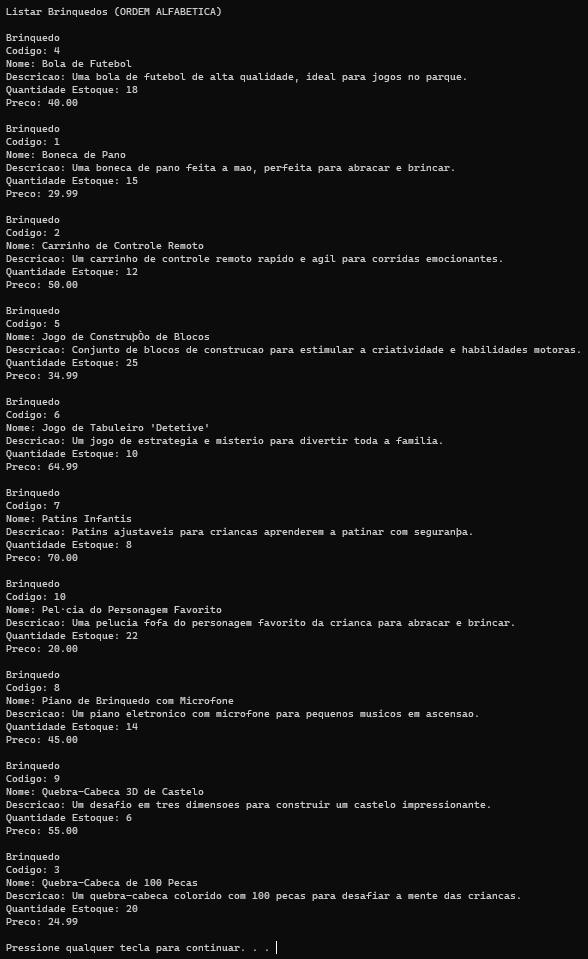 Listar Brinquedos (ORDEM ALFABETICA)

Brinquedo
Codigo: 4
Nome: Bola de Futebol
Descricao: Uma bola de futebol de alta qualidade, ideal para jogos no parque.
Quantidade Estoque: 18
Preco: 40.00

Brinquedo
Codigo: 1
Nome: Boneca de Pano
Descricao: Uma boneca de pano feita a mao, perfeita para abracar e brincar.
Quantidade Estoque: 15
Preco: 29.99

Brinquedo
Codigo: 2
Nome: Carrinho de Controle Remoto
Descricao: Um carrinho de controle remoto rapido e agil para corridas emocionantes.
Quantidade Estoque: 12
Preco: 50.00

Brinquedo
Codigo: 5
Nome: Jogo de ConstruþÒo de Blocos
Descricao: Conjunto de blocos de construcao para estimular a criatividade e habilidades motoras.
Quantidade Estoque: 25
Preco: 34.99

Brinquedo
Codigo: 6
Nome: Jogo de Tabuleiro 'Detetive'
Descricao: Um jogo de estrategia e misterio para divertir toda a familia.
Quantidade Estoque: 10
Preco: 64.99

Brinquedo
Codigo: 7
Nome: Patins Infantis
Descricao: Patins ajustaveis para criancas aprenderem a patinar com seguranþa.
Quantidade Estoque: 8
Preco: 70.00

Brinquedo
Codigo: 10
Nome: Pel·cia do Personagem Favorito
Descricao: Uma pelucia fofa do personagem favorito da crianca para abracar e brincar.
Quantidade Estoque: 22
Preco: 20.00

Brinquedo
Codigo: 8
Nome: Piano de Brinquedo com Microfone
Descricao: Um piano eletronico com microfone para pequenos musicos em ascensao.
Quantidade Estoque: 14
Preco: 45.00

Brinquedo
Codigo: 9
Nome: Quebra-Cabeca 3D de Castelo
Descricao: Um desafio em tres dimensoes para construir um castelo impressionante.
Quantidade Estoque: 6
Preco: 55.00

Brinquedo
Codigo: 3
Nome: Quebra-Cabeca de 100 Pecas
Descricao: Um quebra-cabeca colorido com 100 pecas para desafiar a mente das criancas.
Quantidade Estoque: 20
Preco: 24.99

Pressione qualquer tecla para continuar. . .